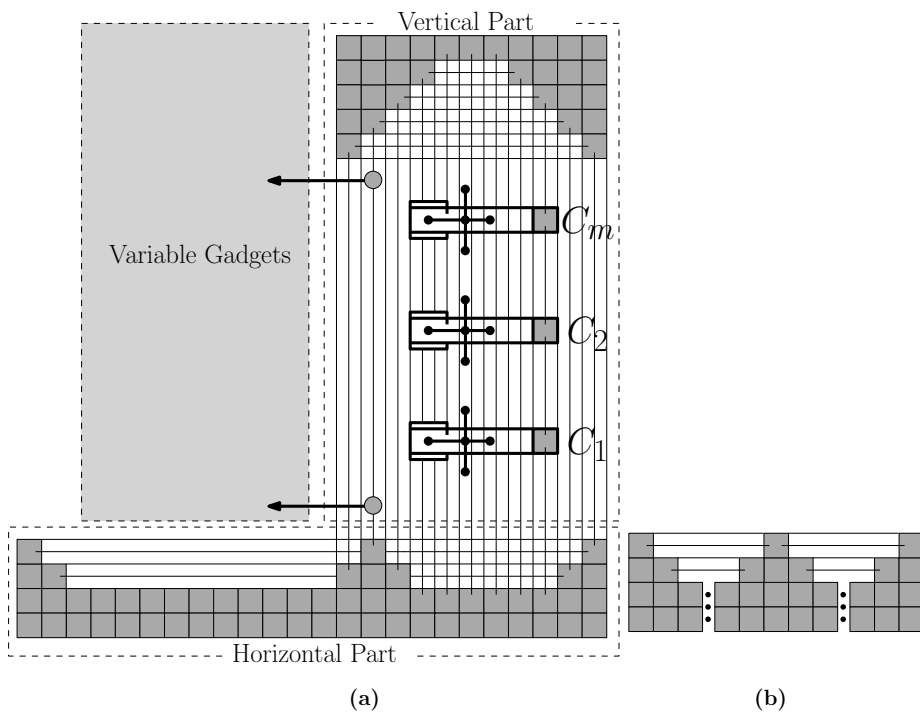 Vertical Part
Variable Gadgets
C_m
C_2
C_1
Horizontal Part
(a)
(b)